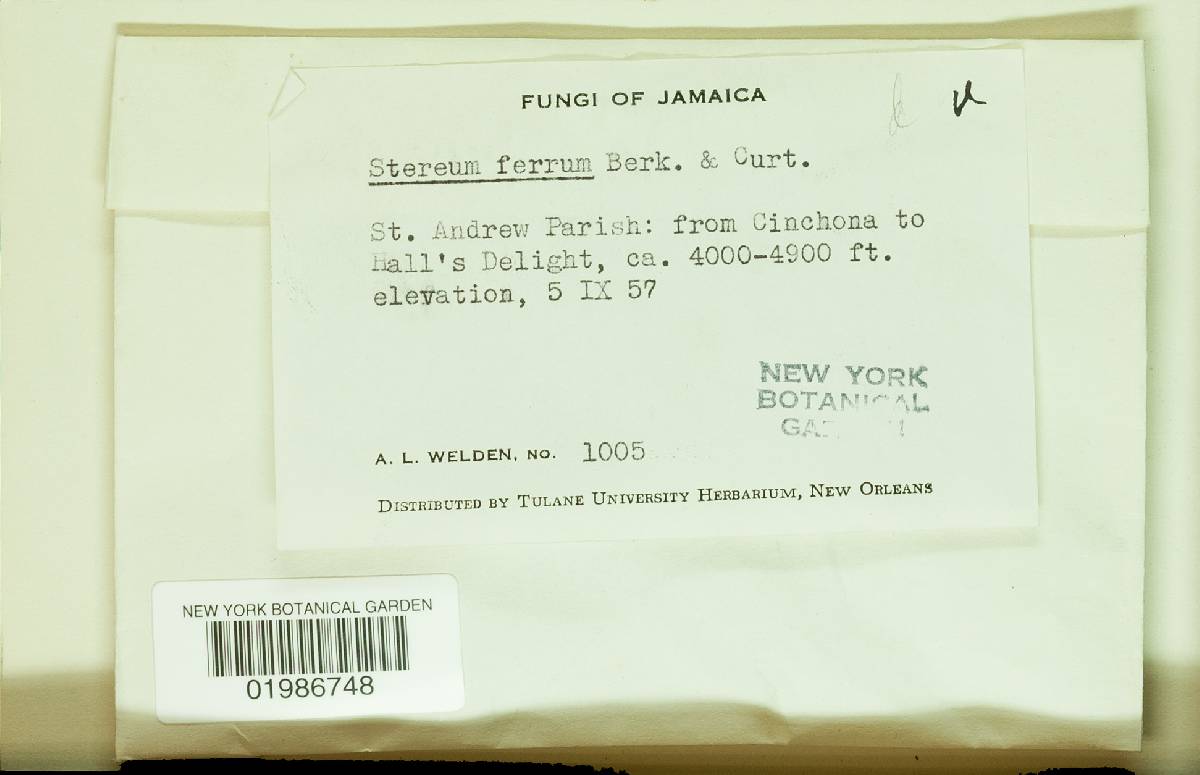 FUNGI OF JAMAICA
Stereum ferrum Berk. & Curt.
St. Andrew Parish: from Cinchona to
Hall's Delight, ca. 4000-4900 ft.
elevation, 5 IX 57
NEW YORK
BOTANICAL
GARDEN
A. L. WELDEN, NO. 1005
DISTRIBUTED BY TULANE UNIVERSITY HERBARIUM, NEW ORLEANS
NEW YORK BOTANICAL GARDEN
01986748